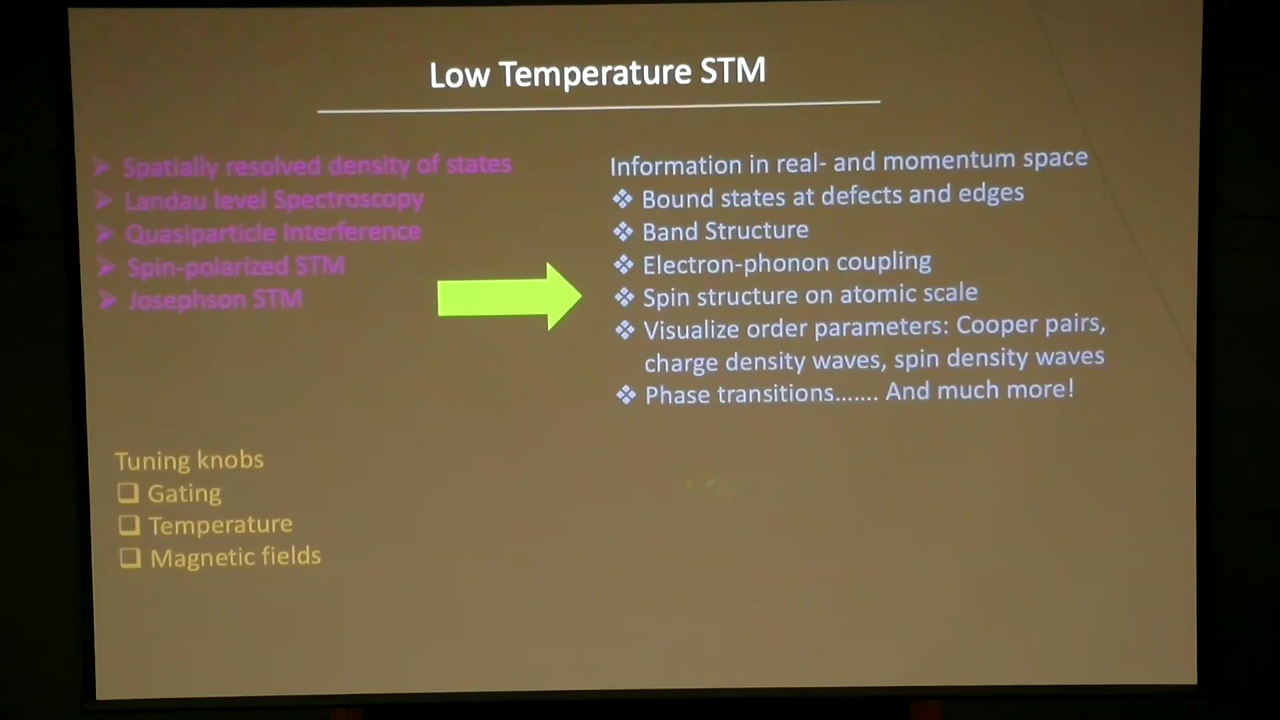 Low Temperature STM
➢ Spatially resolved density of states
➢ Landau level Spectroscopy
➢ Quasiparticle Interference
➢ Spin-polarized STM
➢ Josephson STM
Information in real- and momentum space
❖ Bound states at defects and edges
❖ Band Structure
❖ Electron-phonon coupling
❖ Spin structure on atomic scale
❖ Visualize order parameters: Cooper pairs,
charge density waves, spin density waves
❖ Phase transitions....... And much more!
Tuning knobs
❑ Gating
❑ Temperature
❑ Magnetic fields